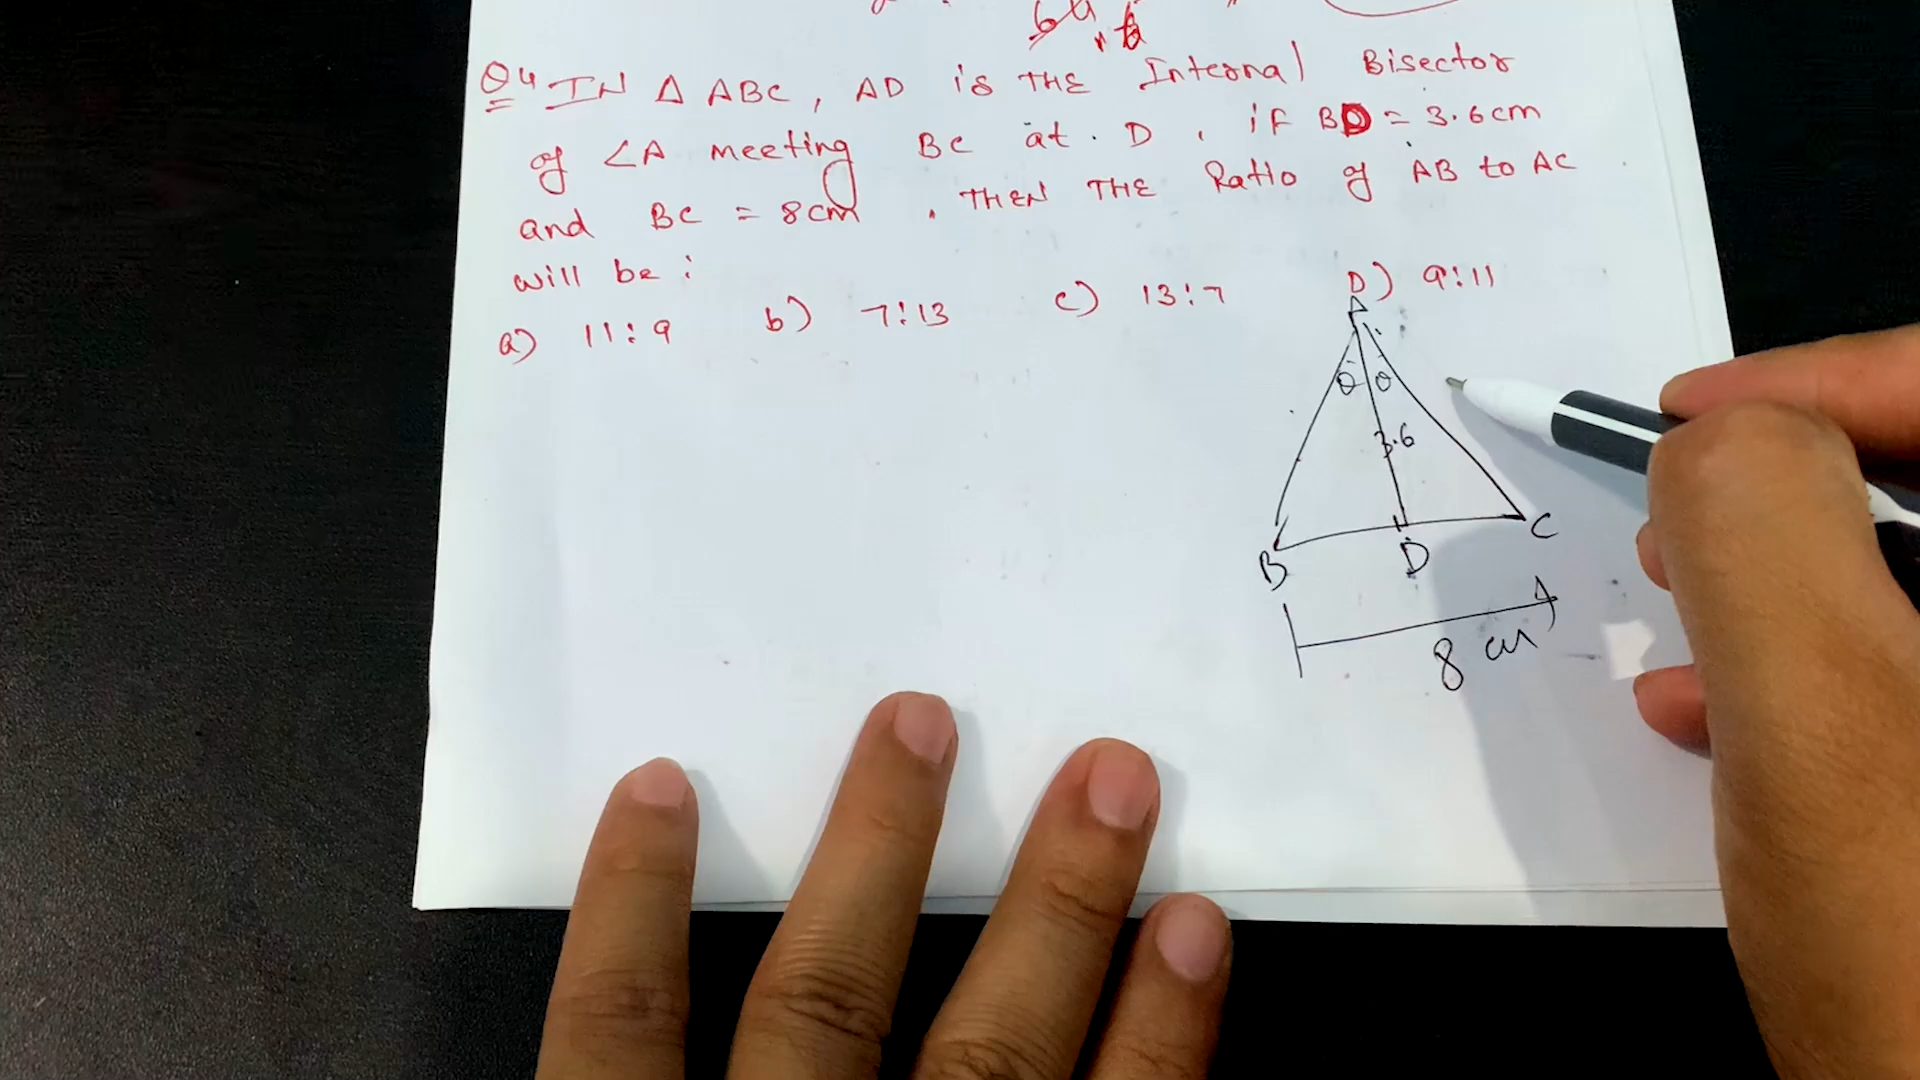 Q4 IN Δ ABC, AD is THE Internal Bisector
of ∠A meeting BC at D, if BD = 3.6cm
and BC = 8cm, THEN THE Ratio of AB to AC
will be:
a) 11:9 b) 7:13 c) 13:7 D) 9:11
A
θ θ
3.6
B D C
8 cm